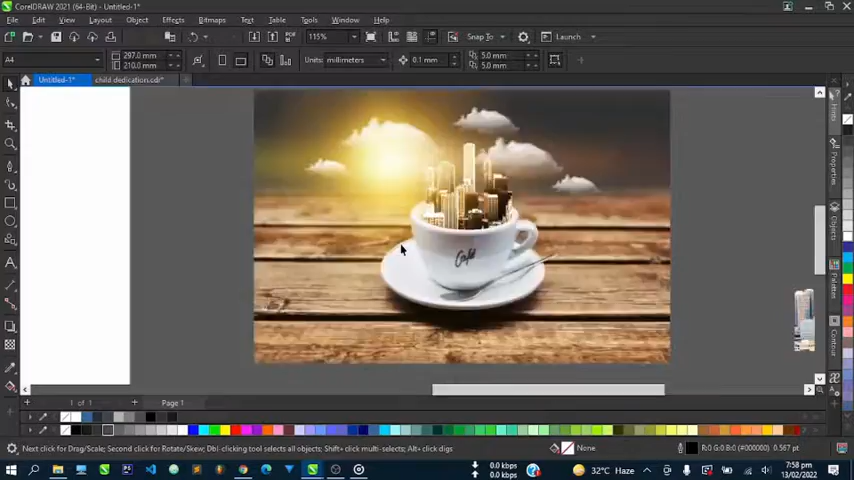 CorelDRAW 2021 (64-Bit) - Untitled-1*
File Edit View Layout Object Effects Bitmaps Text Table Tools Window Help
115% Snap To Launch
A4 297.0 mm 210.0 mm Units: millimeters 0.1 mm 5.0 mm 5.0 mm
Untitled-1* child dedication.cdr*
Hints
Properties
Objects
Palettes
Contour
Café
1 of 1 Page 1
Next click for Drag/Scale; Second click for Rotate/Skew; Dbl-clicking tool selects all objects; Shift+click multi-selects; Alt+click digs
None R:0 G:0 B:0 (#000000) 0.567 pt
0.0 kbps
0.0 kbps
32°C Haze
7:58 pm
13/02/2022